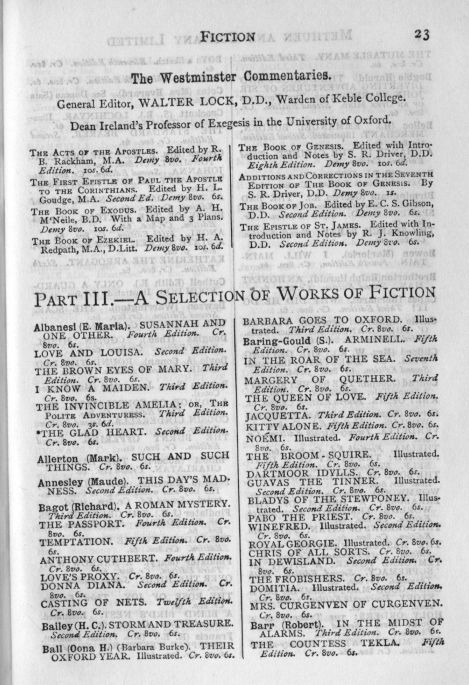 FICTION 23
The Westminster Commentaries.
General Editor, WALTER LOCK, D.D., Warden of Keble College.
Dean Ireland's Professor of Exegesis in the University of Oxford.
THE ACTS OF THE APOSTLES. Edited by R.
B. Rackham, M.A. Demy 8vo. Fourth
Edition. 10s. 6d.
THE FIRST EPISTLE OF PAUL THE APOSTLE
TO THE CORINTHIANS. Edited by H. L.
Goudge, M.A. Second Ed. Demy 8vo. 6s.
THE BOOK OF EXODUS. Edited by A. H.
M'Neile, B.D. With a Map and 3 Plans.
Demy 8vo. 10s. 6d.
THE BOOK OF EZEKIEL. Edited by H. A.
Redpath, M.A., D.Litt. Demy 8vo. 10s. 6d.
THE BOOK OF GENESIS. Edited with Intro-
duction and Notes by S. R. Driver, D.D.
Eighth Edition. Demy 8vo. 10s. 6d.
ADDITIONS AND CORRECTIONS IN THE SEVENTH
EDITION OF THE BOOK OF GENESIS. By
S. R. Driver, D.D. Demy 8vo. 1s.
THE BOOK OF JOB. Edited by E. C. S. Gibson,
D.D. Second Edition. Demy 8vo. 6s.
THE EPISTLE OF ST. JAMES. Edited with In-
troduction and Notes by R. J. Knowling,
D.D. Second Edition. Demy 8vo. 6s.
PART III.—A SELECTION OF WORKS OF FICTION
Albanesi (E. Maria). SUSANNAH AND
ONE OTHER. Fourth Edition. Cr.
8vo. 6s.
LOVE AND LOUISA. Second Edition.
Cr. 8vo. 6s.
THE BROWN EYES OF MARY. Third
Edition. Cr. 8vo. 6s.
I KNOW A MAIDEN. Third Edition.
Cr. 8vo. 6s.
THE INVINCIBLE AMELIA: OR, THE
POLITE ADVENTURESS. Third Edition.
Cr. 8vo. 3s. 6d.
*THE GLAD HEART. Second Edition.
Cr. 8vo. 6s.
Allerton (Mark). SUCH AND SUCH
THINGS. Cr. 8vo. 6s.
Annesley (Maude). THIS DAY'S MAD-
NESS. Second Edition. Cr. 8vo. 6s.
Bagot (Richard). A ROMAN MYSTERY.
Third Edition. Cr. 8vo. 6s.
THE PASSPORT. Fourth Edition. Cr.
8vo. 6s.
TEMPTATION. Fifth Edition. Cr. 8vo.
6s.
ANTHONY CUTHBERT. Fourth Edition.
Cr. 8vo. 6s.
LOVE'S PROXY. Cr. 8vo. 6s.
DONNA DIANA. Second Edition. Cr.
8vo. 6s.
CASTING OF NETS. Twelfth Edition.
Cr. 8vo. 6s.
Bailey (H. C.). STORM AND TREASURE.
Second Edition. Cr. 8vo. 6s.
Ball (Oona H.) (Barbara Burke). THEIR
OXFORD YEAR. Illustrated. Cr. 8vo. 6s.
BARBARA GOES TO OXFORD. Illus-
trated. Third Edition. Cr. 8vo. 6s.
Baring-Gould (S.). ARMINELL. Fifth
Edition. Cr. 8vo. 6s.
IN THE ROAR OF THE SEA. Seventh
Edition. Cr. 8vo. 6s.
MARGERY OF QUETHER. Third
Edition. Cr. 8vo. 6s.
THE QUEEN OF LOVE. Fifth Edition.
Cr. 8vo. 6s.
JACQUETTA. Third Edition. Cr. 8vo. 6s.
KITTY ALONE. Fifth Edition. Cr. 8vo. 6s.
NOÉMI. Illustrated. Fourth Edition. Cr.
8vo. 6s.
THE BROOM-SQUIRE. Illustrated.
Fifth Edition. Cr. 8vo. 6s.
DARTMOOR IDYLLS. Cr. 8vo. 6s.
GUAVAS THE TINNER. Illustrated.
Second Edition. Cr. 8vo. 6s.
BLADYS OF THE STEWPONEY. Illus-
trated. Second Edition. Cr. 8vo. 6s.
PABO THE PRIEST. Cr. 8vo. 6s.
WINEFRED. Illustrated. Second Edition.
Cr. 8vo. 6s.
ROYAL GEORGIE. Illustrated. Cr. 8vo. 6s.
CHRIS OF ALL SORTS. Cr. 8vo. 6s.
IN DEWISLAND. Second Edition. Cr.
8vo. 6s.
THE FROBISHERS. Cr. 8vo. 6s.
DOMITIA. Illustrated. Second Edition.
Cr. 8vo. 6s.
MRS. CURGENVEN OF CURGENVEN.
Cr. 8vo. 6s.
Barr (Robert). IN THE MIDST OF
ALARMS. Third Edition. Cr. 8vo. 6s.
THE COUNTESS TEKLA. Fifth
Edition. Cr. 8vo. 6s.